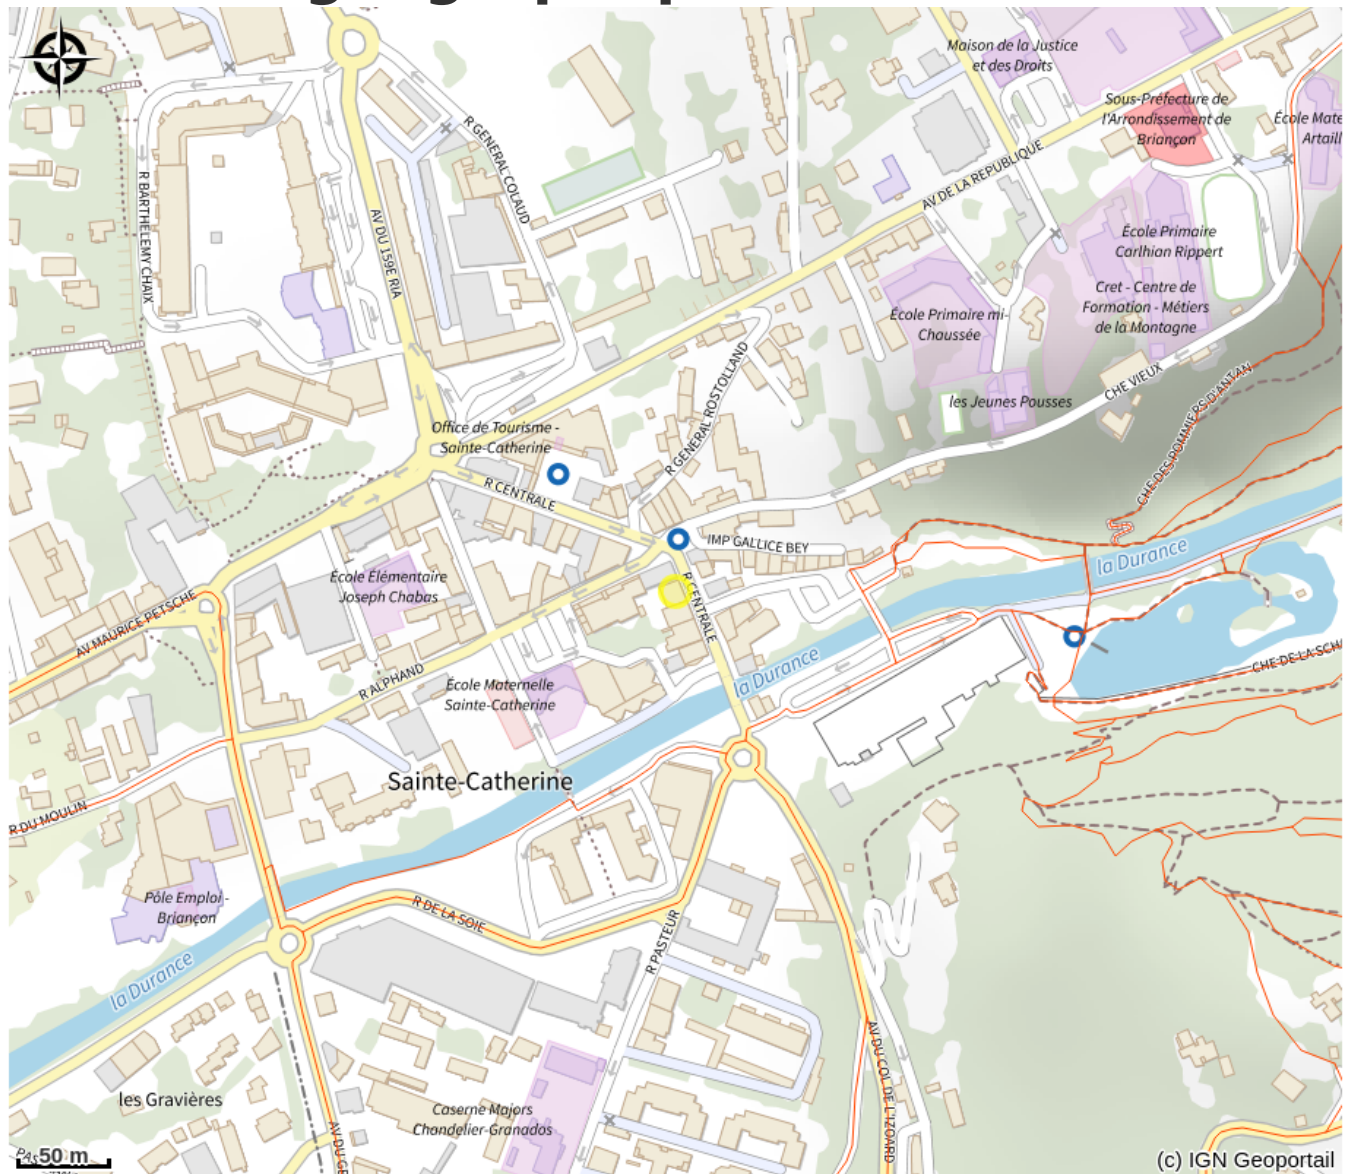 Maison de la Justice
et des Droits
Sous-Préfecture de
l'Arrondissement de
Briançon
École Mate
Artaill
R GENERAL COLAUD
AV DE LA REPUBLIQUE
R BARTHELEMY CHAIX
AV DU 159E RIA
École Primaire
Carlhian Rippert
Cret - Centre de
Formation - Métiers
de la Montagne
École Primaire mi-
Chaussée
les Jeunes Pousses
CHE VIEUX
CHE DES POMMIERS D'ANTAN
R GENERAL ROSTOLLAND
Office de Tourisme -
Sainte-Catherine
R CENTRALE
IMP GALLICE BEY
R CENTRALE
la Durance
École Élémentaire
Joseph Chabas
AV MAURICE PETSCHE
R ALPHAND
École Maternelle
Sainte-Catherine
la Durance
CHE DE LA SCH
Sainte-Catherine
R DU MOULIN
Pôle Emploi -
Briançon
R DE LA SOIE
R PASTEUR
la Durance
les Gravières
Caserne Majors
Chandelier-Granados
AV DU COL DE L'IZOARD
AV DU GE
PAS
50 m
(c) IGN Geoportail